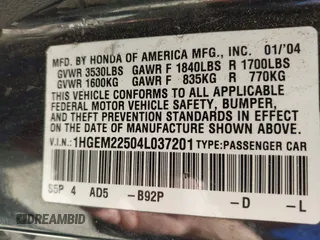 MFD. BY HONDA OF AMERICA MFG., INC. 01/'04
GVWR 3530LBS GAWR F 1840LBS R 1700LBS
GVWR 1600KG GAWR F 835KG R 770KG
THIS VEHICLE CONFORMS TO ALL APPLICABLE
FEDERAL MOTOR VEHICLE SAFETY, BUMPER,
AND THEFT PREVENTION STANDARDS IN EFFECT
ON THE DATE OF MANUFACTURE SHOWN ABOVE.
V.I.N.: 1HGEM22504L037201 TYPE: PASSENGER CAR
S5P 4 AD5 -B92P -D -L
DREAMBID